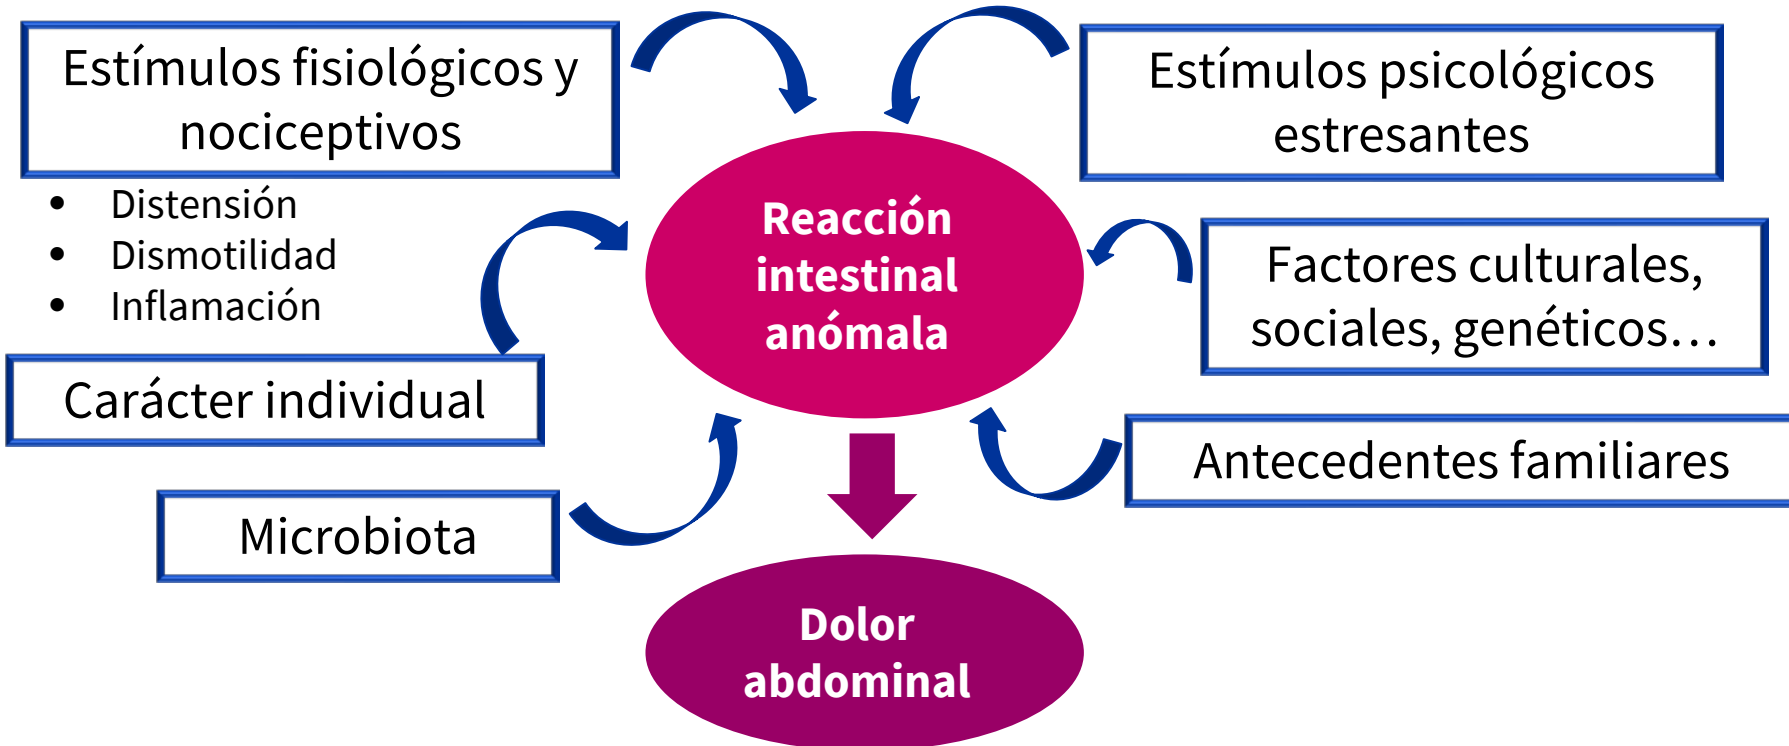 Estímulos fisiológicos y
nociceptivos
• Distensión
• Dismotilidad
• Inflamación
Carácter individual
Microbiota
Estímulos psicológicos
estresantes
Factores culturales,
sociales, genéticos…
Antecedentes familiares
Reacción
intestinal
anómala
Dolor
abdominal